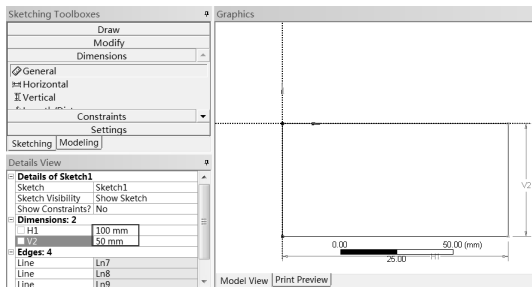 Sketching Toolboxes
Draw
Modify
Dimensions
General
Horizontal
Vertical
Constraints
Settings
Sketching Modeling
Details View
Details of Sketch1
Sketch Sketch1
Sketch Visibility Show Sketch
Show Constraints? No
Dimensions: 2
H1 100 mm
V2 50 mm
Edges: 4
Line Ln7
Line Ln8
Line Ln9
Graphics
V2
0.00 50.00 (mm)
25.00 H1
Model View Print Preview